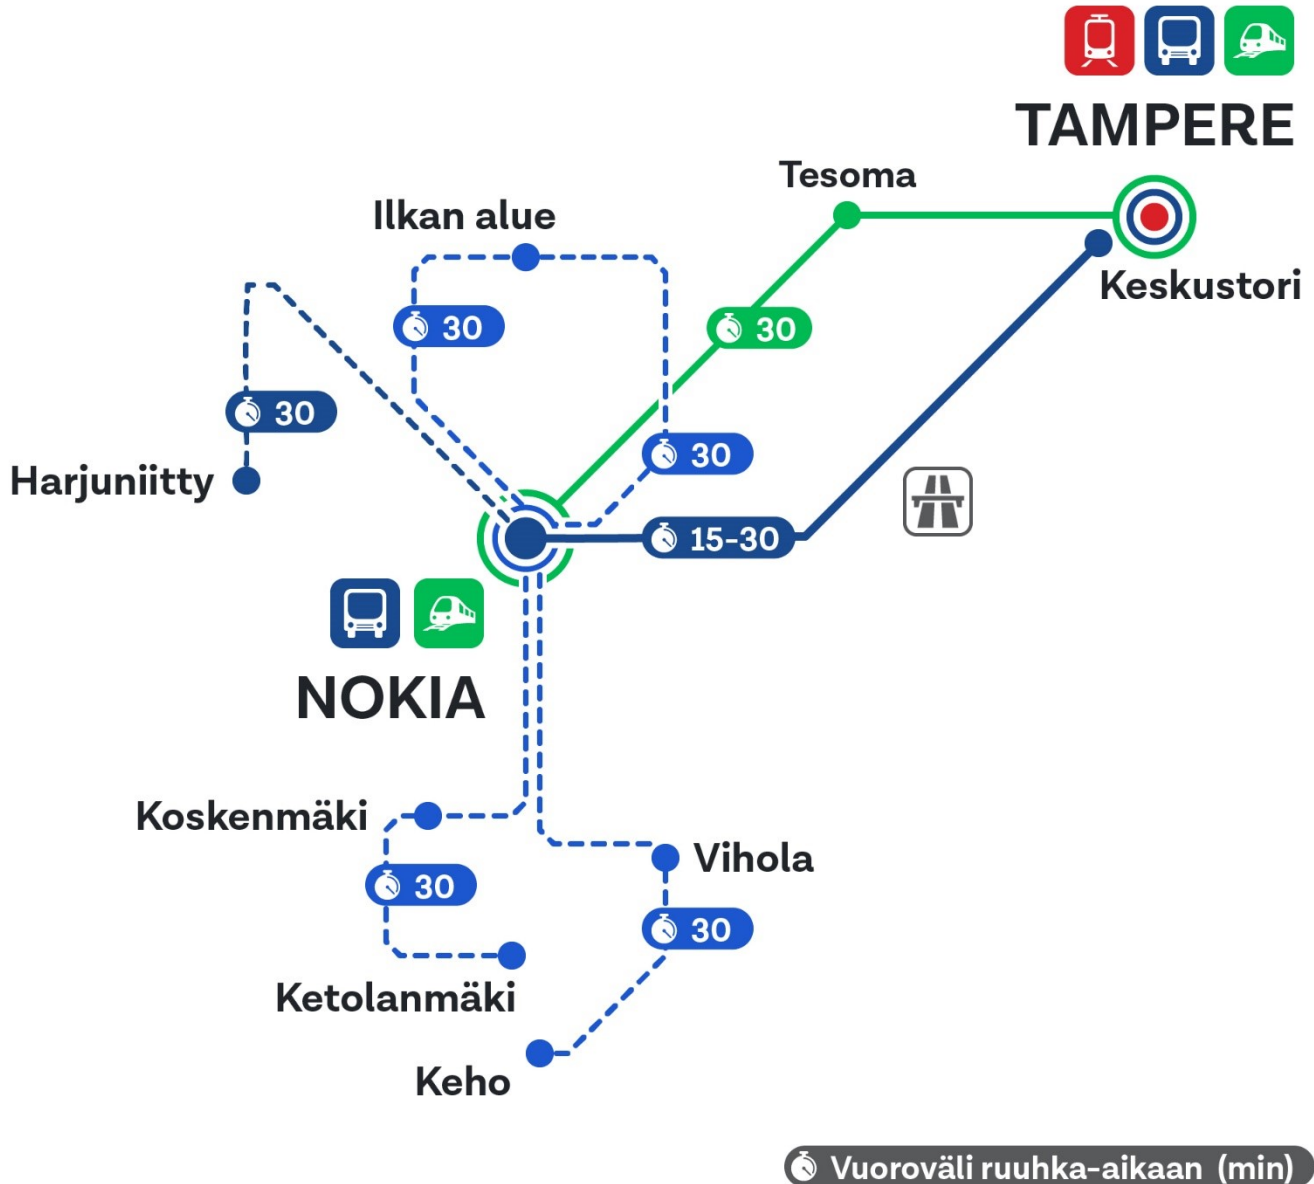 TAMPERE
Tesoma
Ilkan alue
Keskustori
30
30
30
Harjuniitty
30
15-30
NOKIA
Koskenmäki
Vihola
30
30
Ketolanmäki
Keho
Vuoroväli ruuhka-aikaan (min)